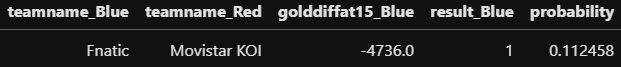 teamname_Blue teamname_Red golddiffat15_Blue result_Blue probability
Fnatic Movistar KOI -4736.0 1 0.112458